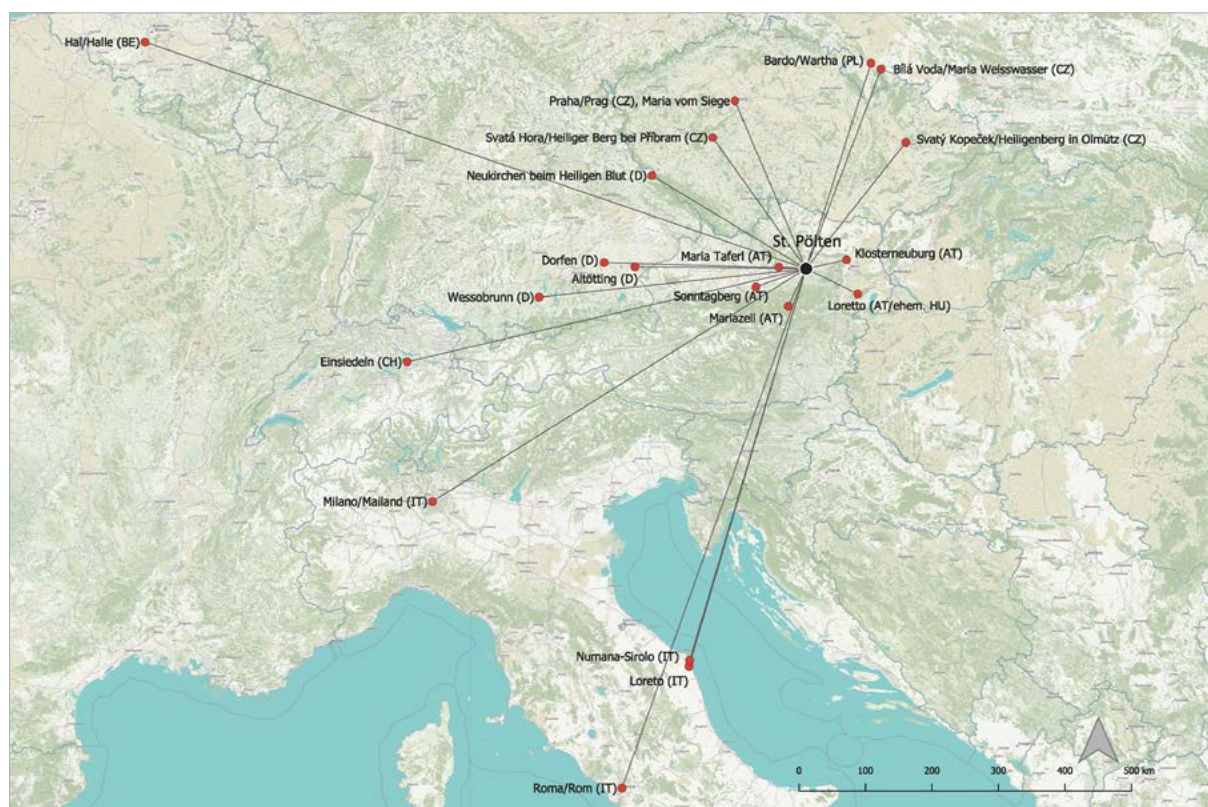 Hal/Halle (BE)
Bardo/Wartha (PL)
Bílá Voda/Maria Weisswasser (CZ)
Praha/Prag (CZ), Maria vom Siege
Svatá Hora/Heiliger Berg bei Příbram (CZ)
Svatý Kopeček/Heiligenberg in Olmütz (CZ)
Neukirchen beim Heiligen Blut (D)
St. Pölten
Maria Taferl (AT)
Klosterneuburg (AT)
Dorfen (D)
Altötting (D)
Wessobrunn (D)
Sonntagberg (AT)
Loretto (AT/ehem. HU)
Mariazell (AT)
Einsiedeln (CH)
Milano/Mailand (IT)
Numana-Sirolo (IT)
Loreto (IT)
Roma/Rom (IT)
0 100 200 300 400 500 km